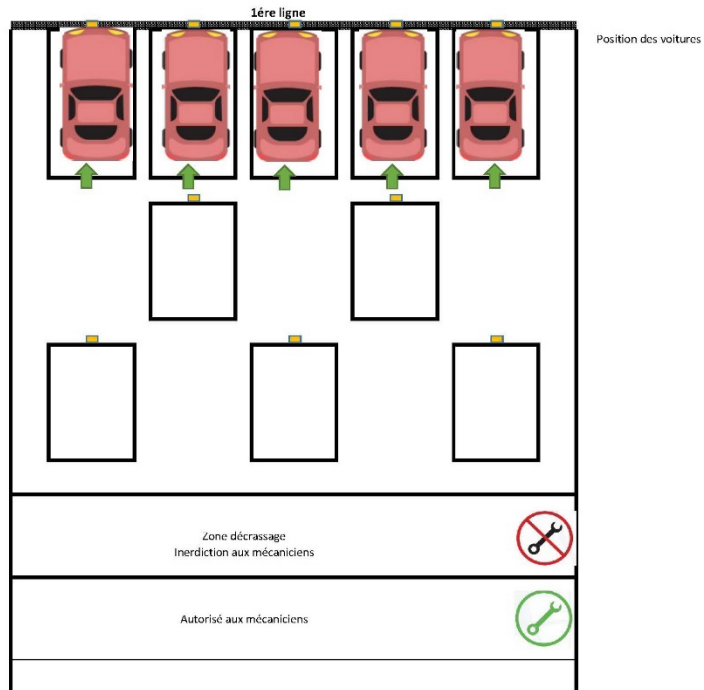 1ére ligne
Position des voitures
Zone décrassage
Inerdiction aux mécaniciens
Autorisé aux mécaniciens